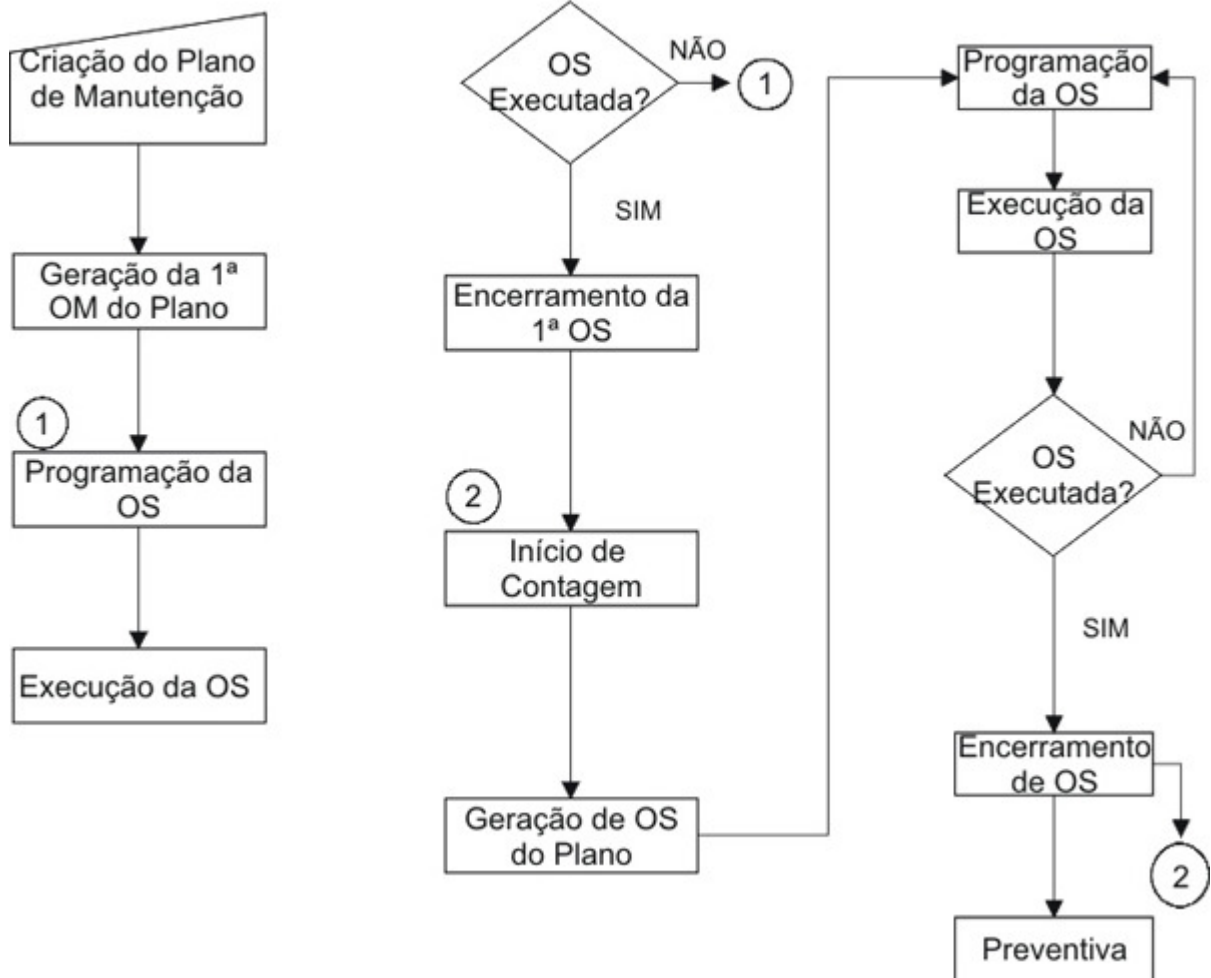 Criação do Plano
de Manutenção
Geração da 1ª
OM do Plano
1
Programação da
OS
Execução da OS
OS
Executada?
NÃO
1
SIM
Encerramento da
1ª OS
2
Início de
Contagem
Geração de OS
do Plano
Programação
da OS
Execução da
OS
OS
Executada?
NÃO
SIM
Encerramento
de OS
2
Preventiva